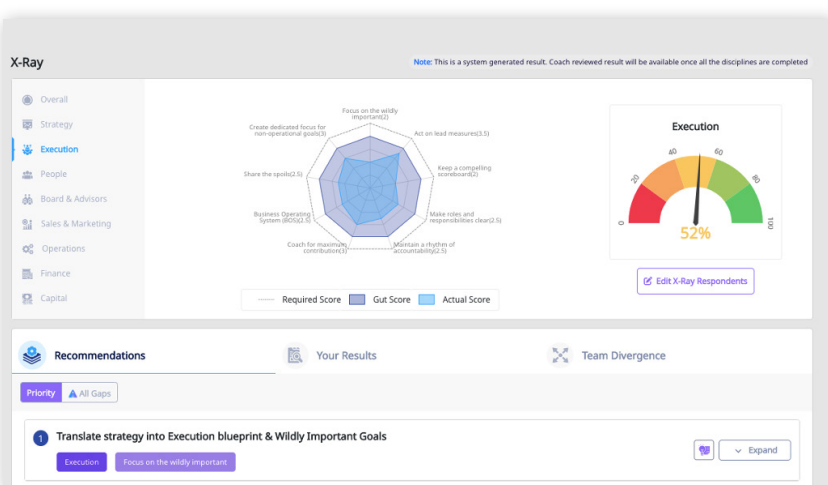 X-Ray
Note: This is a system generated result. Coach reviewed result will be available once all the disciplines are completed
Overall
Strategy
Execution
People
Board & Advisors
Sales & Marketing
Operations
Finance
Capital
Focus on the wildly
important(2)
Act on lead measures(3.5)
Keep a compelling
scoreboard(2)
Make roles and
responsibilities clear(2.5)
Maintain a rhythm of
accountability(2.5)
Coach for maximum
contribution(3)
Business Operating
System (BOS)(2.5)
Share the spoils(2.5)
Create dedicated focus for
non-operational goals(3)
Required Score
Gut Score
Actual Score
Execution
0
20
40
60
80
100
52%
Edit X-Ray Respondents
Recommendations
Your Results
Team Divergence
Priority
All Gaps
1
Translate strategy into Execution blueprint & Wildly Important Goals
Execution
Focus on the wildly important
Expand